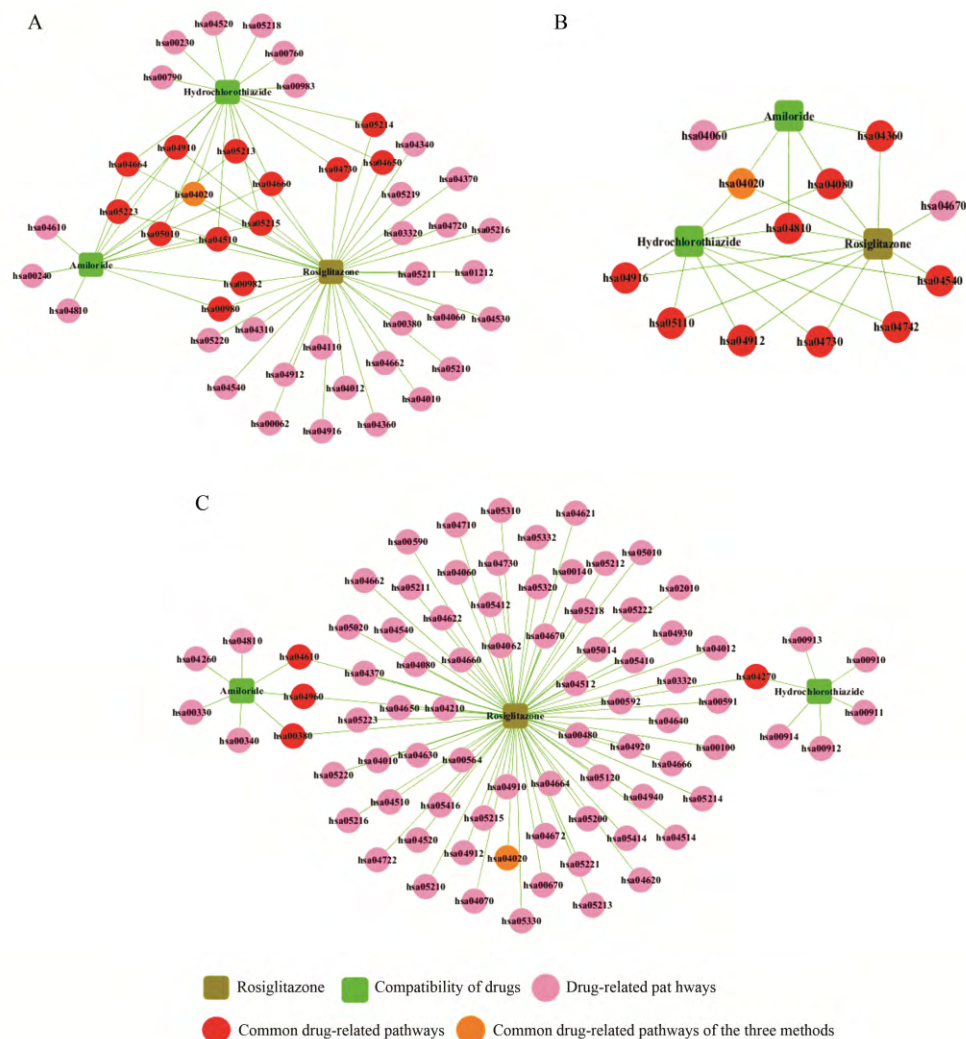 A
hsa04520
hsa05218
hsa00230
hsa00760
hsa00790
hsa00983
Hydrochlorothiazide
hsa05214
hsa04910
hsa05213
hsa04650
hsa04340
hsa04664
hsa04730
hsa04660
hsa04370
hsa04020
hsa05219
hsa05223
hsa05215
hsa04720
hsa05216
hsa04610
hsa05010
hsa04510
hsa03320
Amiloride
Rosiglitazone
hsa05211
hsa01212
hsa00240
hsa00982
hsa04810
hsa00980
hsa04060
hsa04530
hsa00380
hsa05220
hsa04310
hsa04110
hsa04662
hsa05210
hsa04912
hsa04540
hsa04012
hsa04010
hsa00062
hsa04916
hsa04360
B
Amiloride
hsa04060
hsa04360
hsa04020
hsa04080
hsa04670
hsa04810
Hydrochlorothiazide
Rosiglitazone
hsa04916
hsa04540
hsa05110
hsa04912
hsa04730
hsa04742
C
hsa05310
hsa04621
hsa04710
hsa05332
hsa00590
hsa05010
hsa04730
hsa05212
hsa04060
hsa00140
hsa04662
hsa05211
hsa05320
hsa02010
hsa05412
hsa05218
hsa05222
hsa04622
hsa05020
hsa04540
hsa04670
hsa04930
hsa04062
hsa05014
hsa04012
hsa04810
hsa04260
hsa04610
hsa04080
hsa04660
hsa05410
hsa00913
hsa00910
hsa04370
hsa04512
hsa03320
hsa04270
Amiloride
hsa04960
hsa00592
hsa00591
Hydrochlorothiazide
hsa00330
hsa04650
hsa04210
Rosiglitazone
hsa04640
hsa00911
hsa05223
hsa00480
hsa00340
hsa00380
hsa04920
hsa00100
hsa00914
hsa00912
hsa04630
hsa00564
hsa04666
hsa05220
hsa04010
hsa05120
hsa04910
hsa04664
hsa04940
hsa05214
hsa05216
hsa04510
hsa05416
hsa05215
hsa05200
hsa04520
hsa04672
hsa05414
hsa04514
hsa04722
hsa04912
hsa04020
hsa05221
hsa05210
hsa04070
hsa00670
hsa04620
hsa05213
hsa05330
Rosiglitazone
Compatibility of drugs
Drug-related pat hways
Common drug-related pathways
Common drug-related pathways of the three methods